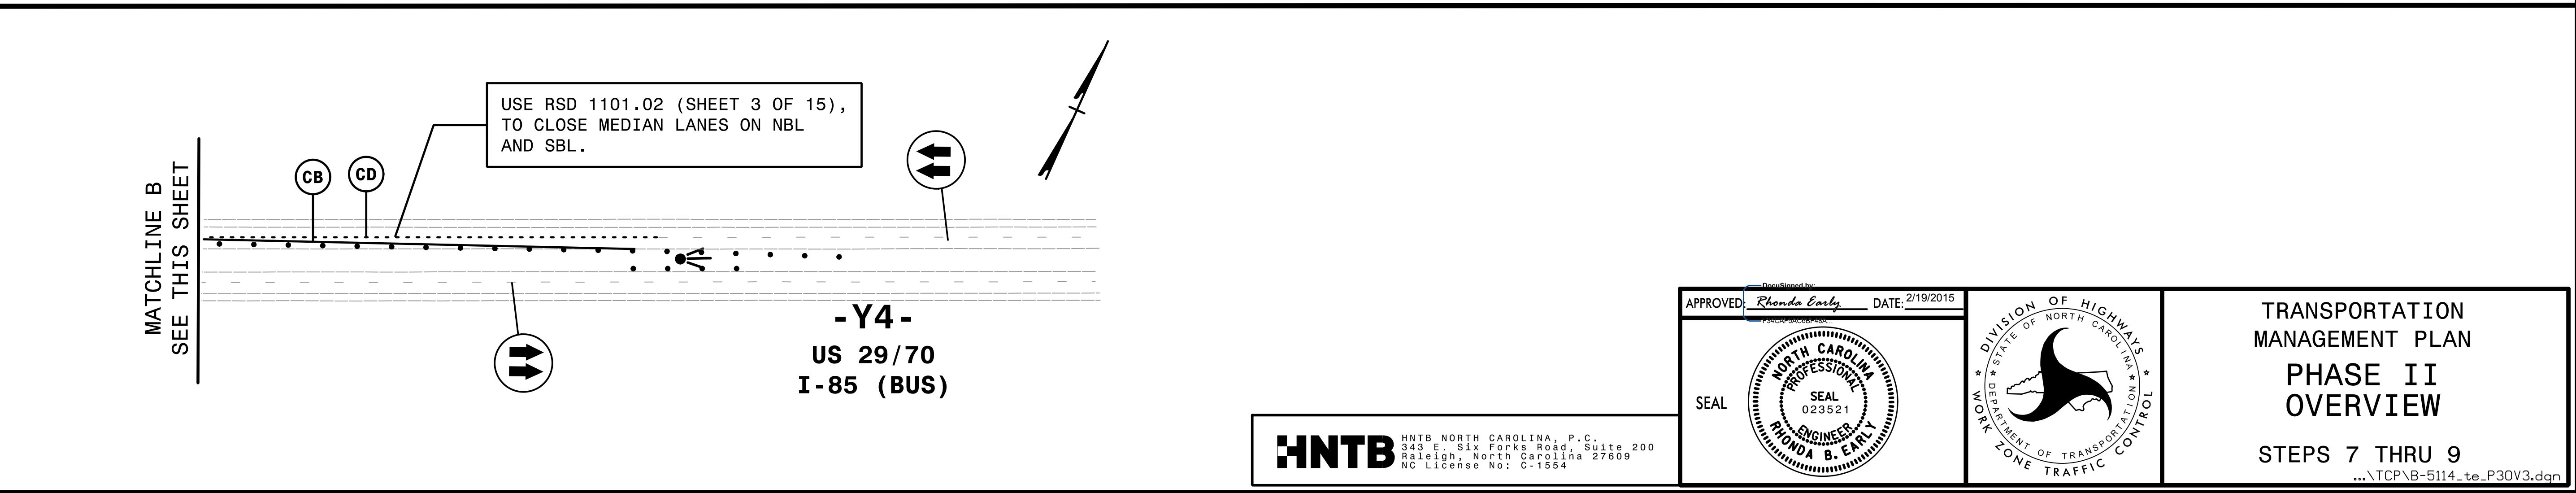 MATCHLINE B
SEE THIS SHEET
CB
CD
USE RSD 1101.02 (SHEET 3 OF 15),
TO CLOSE MEDIAN LANES ON NBL
AND SBL.
-Y4-
US 29/70
I-85 (BUS)
HNTB
HNTB NORTH CAROLINA, P.C.
343 E. Six Forks Road, Suite 200
Raleigh, North Carolina 27609
NC License No: C-1554
DocuSigned by:
APPROVED: Rhonda Early DATE: 2/19/2015
SEAL
NORTH CAROLINA
PROFESSIONAL
SEAL
023521
ENGINEER
RHONDA B. EARLY
DIVISION OF HIGHWAYS
STATE OF NORTH CAROLINA
DEPARTMENT OF TRANSPORTATION
WORK ZONE TRAFFIC CONTROL
TRANSPORTATION
MANAGEMENT PLAN
PHASE II
OVERVIEW
STEPS 7 THRU 9
...\TCP\B-5114_te_P3OV3.dgn